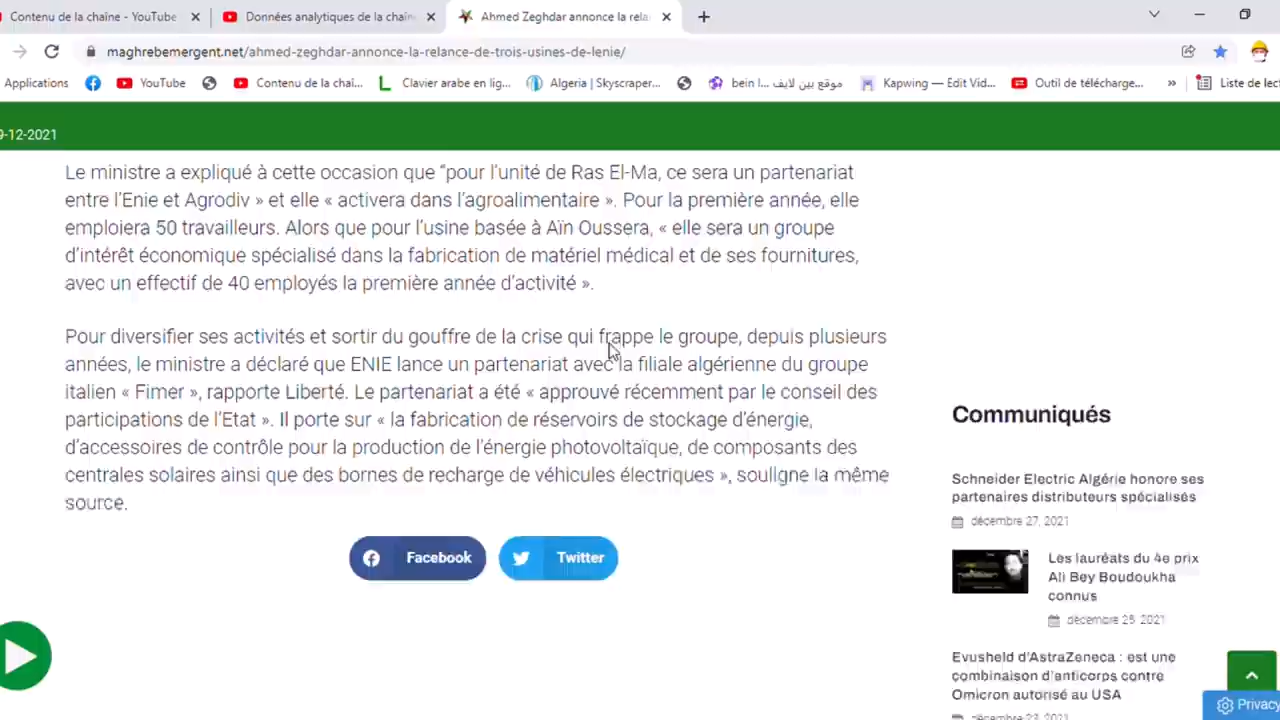 Contenu de la chaîne - YouTube
Données analytiques de la chaîn
Ahmed Zeghdar annonce la rela
maghrebemergent.net/ahmed-zeghdar-annonce-la-relance-de-trois-usines-de-lenie/
Applications
YouTube
Contenu de la chaî...
Clavier arabe en lig...
Algeria | Skyscraper...
bein l... موقع بين لايف
Kapwing — Edit Vid...
Outil de télécharge...
»
Liste de lect
9-12-2021
Le ministre a expliqué à cette occasion que “pour l’unité de Ras El-Ma, ce sera un partenariat
entre l’Enie et Agrodiv » et elle « activera dans l’agroalimentaire ». Pour la première année, elle
emploiera 50 travailleurs. Alors que pour l’usine basée à Aïn Oussera, « elle sera un groupe
d’intérêt économique spécialisé dans la fabrication de matériel médical et de ses fournitures,
avec un effectif de 40 employés la première année d’activité ».
Pour diversifier ses activités et sortir du gouffre de la crise qui frappe le groupe, depuis plusieurs
années, le ministre a déclaré que ENIE lance un partenariat avec la filiale algérienne du groupe
italien « Fimer », rapporte Liberté. Le partenariat a été « approuvé récemment par le conseil des
participations de l’Etat ». Il porte sur « la fabrication de réservoirs de stockage d’énergie,
d’accessoires de contrôle pour la production de l’énergie photovoltaïque, de composants des
centrales solaires ainsi que des bornes de recharge de véhicules électriques », souligne la même
source.
Facebook
Twitter
Communiqués
Schneider Electric Algérie honore ses
partenaires distributeurs spécialisés
décembre 27, 2021
Les lauréats du 4e prix
Ali Bey Boudoukha
connus
décembre 25, 2021
Evusheld d’AstraZeneca : est une
combinaison d’anticorps contre
Omicron autorisé au USA
décembre 23, 2021
Privacy